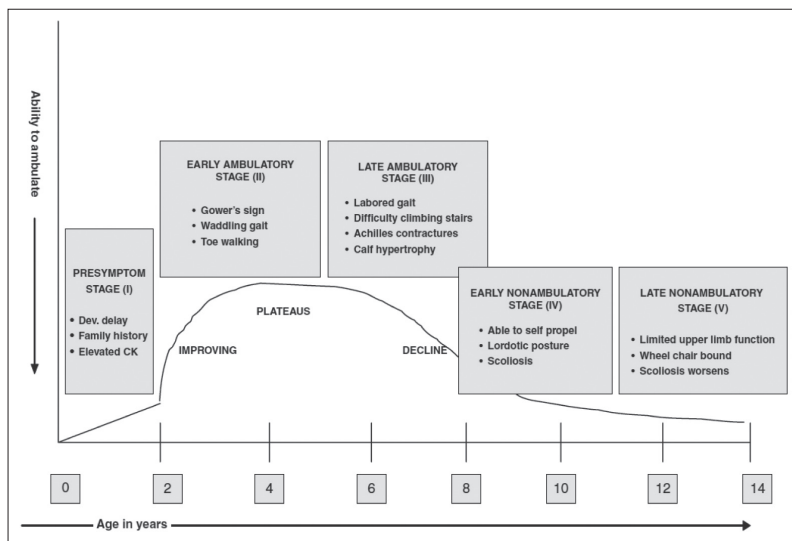 Ability to ambulate
PRESYMPTOM
STAGE (I)
• Dev. delay
• Family history
• Elevated CK
EARLY AMBULATORY
STAGE (II)
• Gower's sign
• Waddling gait
• Toe walking
LATE AMBULATORY
STAGE (III)
• Labored gait
• Difficulty climbing stairs
• Achilles contractures
• Calf hypertrophy
EARLY NONAMBULATORY
STAGE (IV)
• Able to self propel
• Lordotic posture
• Scoliosis
LATE NONAMBULATORY
STAGE (V)
• Limited upper limb function
• Wheel chair bound
• Scoliosis worsens
IMPROVING
PLATEAUS
DECLINE
0 2 4 6 8 10 12 14
Age in years